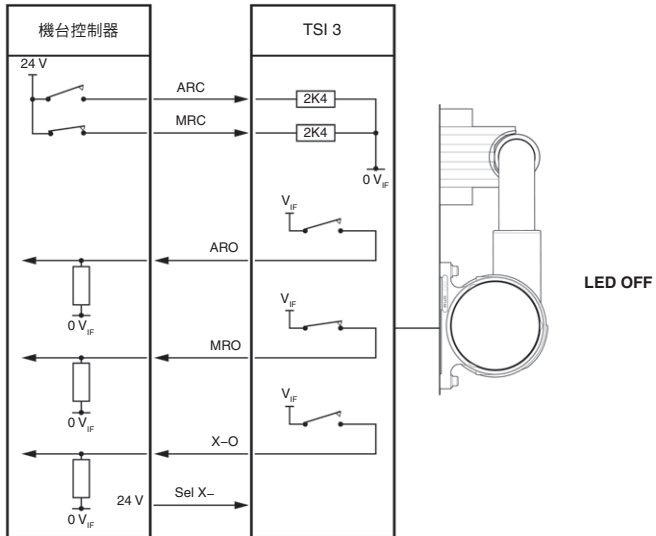 機台控制器
TSI 3
24 V
ARC
2K4
MRC
2K4
0 V_IF
V_IF
ARO
0 V_IF
V_IF
LED OFF
MRO
0 V_IF
V_IF
X–O
24 V
Sel X–
0 V_IF